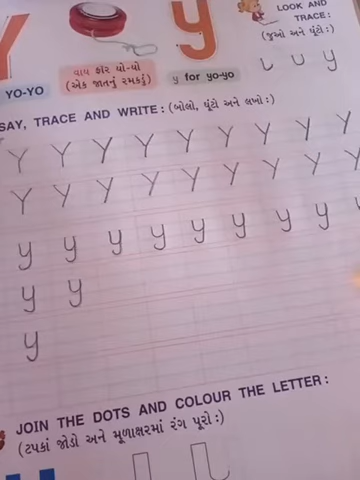 Y y
LOOK AND TRACE:
(જુઓ અને ઘૂંટો:)
y
YO-YO
વાય ફૉર યો-યો
(એક જાતનું રમકડું)
y for yo-yo
SAY, TRACE AND WRITE: (બોલો, ઘૂંટો અને લખો:)
Y Y Y Y Y Y Y Y Y
Y Y Y Y Y Y Y Y Y
y y y y y y y y
y y
y
JOIN THE DOTS AND COLOUR THE LETTER:
(ટપકાં જોડો અને મૂળાક્ષરમાં રંગ પૂરો:)